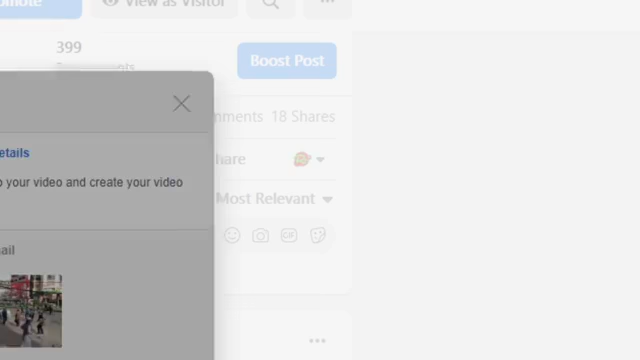 View as Visitor
399
Boost Post
mments 18 Shares
hare
Most Relevant
etails
your video and create your video
ail
GIF